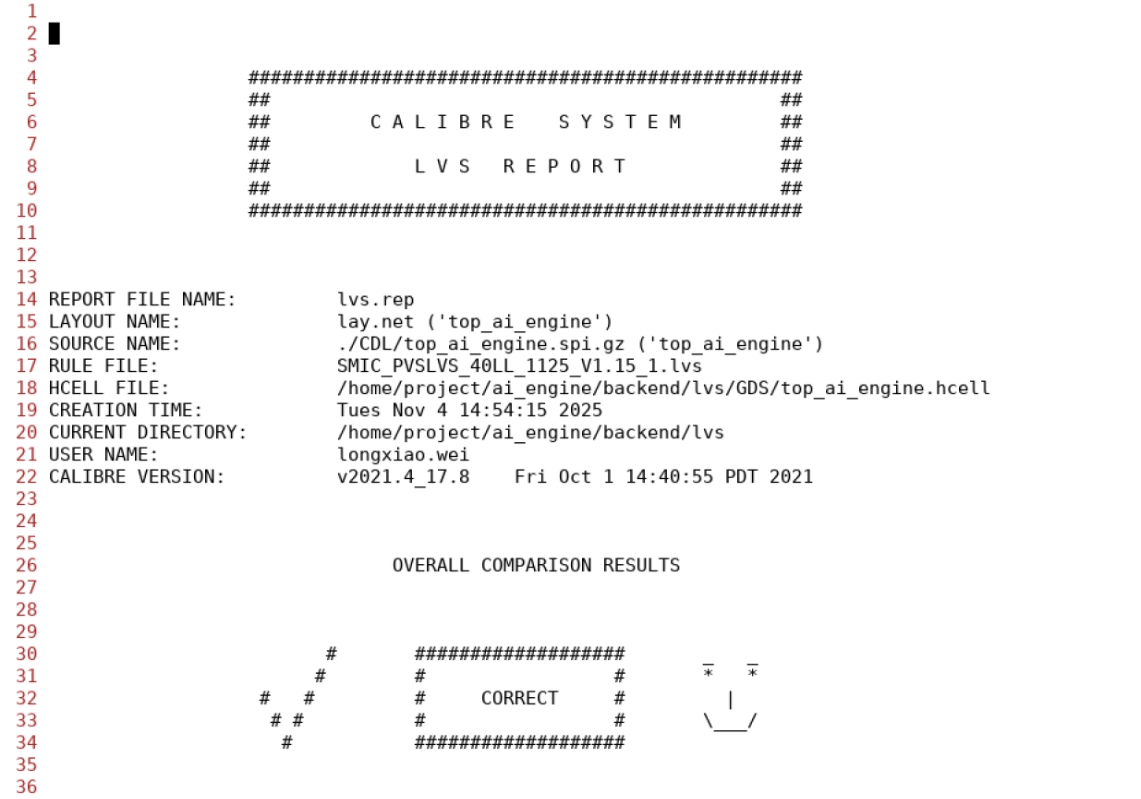 1
2
3
4 ##################################################
5 ## ##
6 ## C A L I B R E S Y S T E M ##
7 ## ##
8 ## L V S R E P O R T ##
9 ## ##
10 ##################################################
11
12
13
14 REPORT FILE NAME: lvs.rep
15 LAYOUT NAME: lay.net ('top_ai_engine')
16 SOURCE NAME: ./CDL/top_ai_engine.spi.gz ('top_ai_engine')
17 RULE FILE: SMIC_PVSLVS_40LL_1125_V1.15_1.lvs
18 HCELL FILE: /home/project/ai_engine/backend/lvs/GDS/top_ai_engine.hcell
19 CREATION TIME: Tues Nov 4 14:54:15 2025
20 CURRENT DIRECTORY: /home/project/ai_engine/backend/lvs
21 USER NAME: longxiao.wei
22 CALIBRE VERSION: v2021.4_17.8 Fri Oct 1 14:40:55 PDT 2021
23
24
25
26 OVERALL COMPARISON RESULTS
27
28
29
30 # ################### _ _
31 # # # * *
32 # # # CORRECT # |
33 # # # # \___/
34 # ###################
35
36